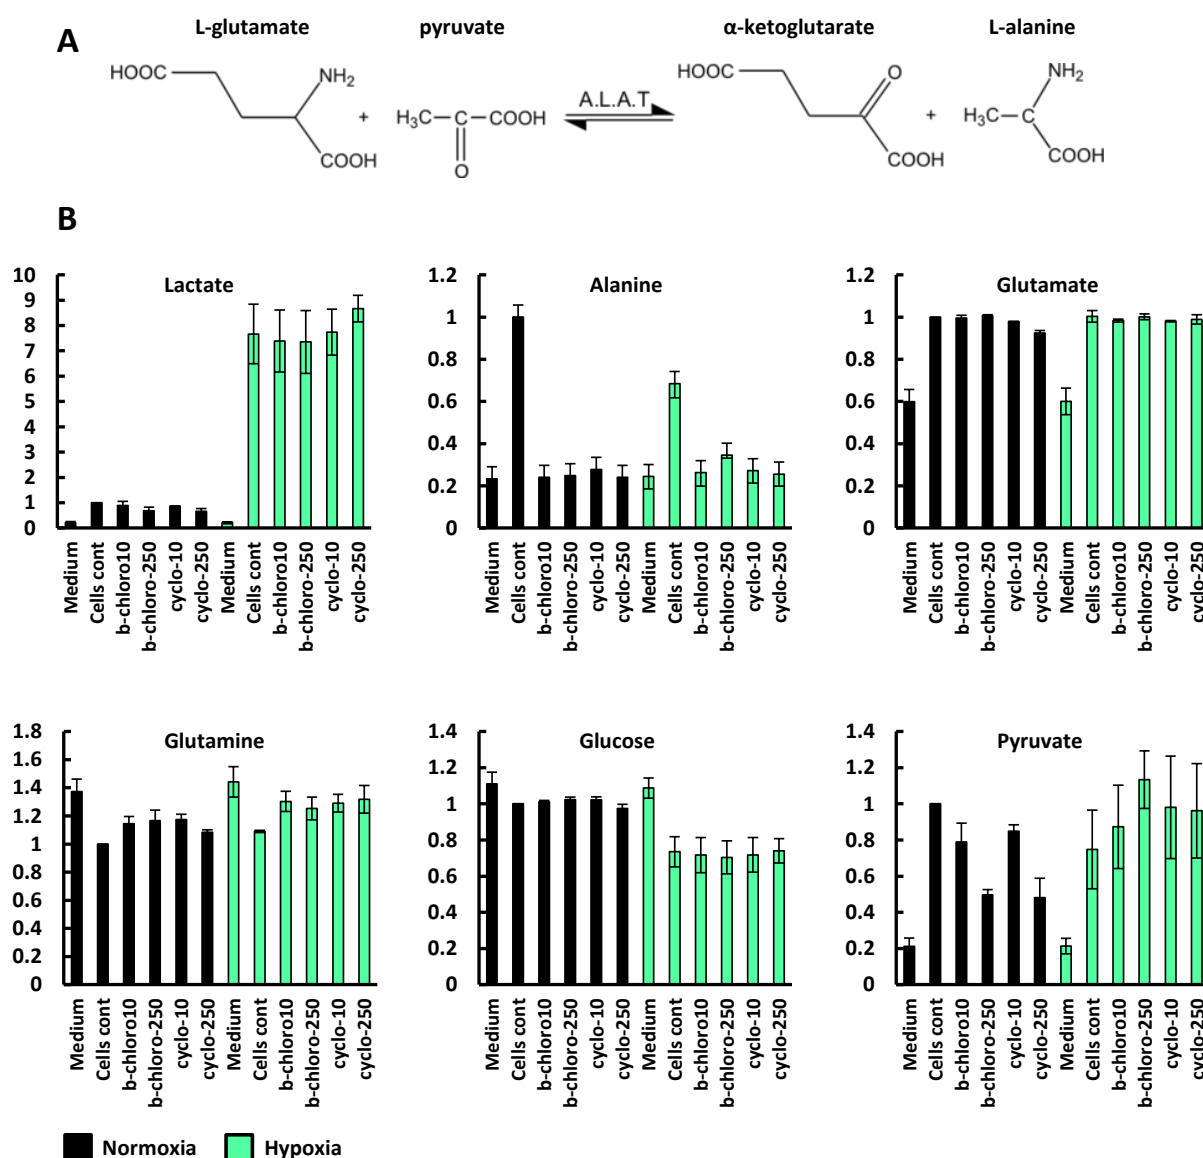 A
L-glutamate pyruvate α-ketoglutarate L-alanine
HOOC NH2 COOH + H3C C COOH O A.L.A.T HOOC O COOH + NH2 H3C C COOH
B
Lactate
10
9
8
7
6
5
4
3
2
1
0
Medium
Cells cont
b-chloro10
b-chloro-250
cyclo-10
cyclo-250
Medium
Cells cont
b-chloro10
b-chloro-250
cyclo-10
cyclo-250
Alanine
1.2
1
0.8
0.6
0.4
0.2
0
Medium
Cells cont
b-chloro10
b-chloro-250
cyclo-10
cyclo-250
Medium
Cells cont
b-chloro10
b-chloro-250
cyclo-10
cyclo-250
Glutamate
1.2
1
0.8
0.6
0.4
0.2
0
Medium
Cells cont
b-chloro10
b-chloro-250
cyclo-10
cyclo-250
Medium
Cells cont
b-chloro10
b-chloro-250
cyclo-10
cyclo-250
Glutamine
1.8
1.6
1.4
1.2
1
0.8
0.6
0.4
0.2
0
Medium
Cells cont
b-chloro10
b-chloro-250
cyclo-10
cyclo-250
Medium
Cells cont
b-chloro10
b-chloro-250
cyclo-10
cyclo-250
Glucose
1.4
1.2
1
0.8
0.6
0.4
0.2
0
Medium
Cells cont
b-chloro10
b-chloro-250
cyclo-10
cyclo-250
Medium
Cells cont
b-chloro10
b-chloro-250
cyclo-10
cyclo-250
Pyruvate
1.4
1.2
1
0.8
0.6
0.4
0.2
0
Medium
Cells cont
b-chloro10
b-chloro-250
cyclo-10
cyclo-250
Medium
Cells cont
b-chloro10
b-chloro-250
cyclo-10
cyclo-250
Normoxia Hypoxia